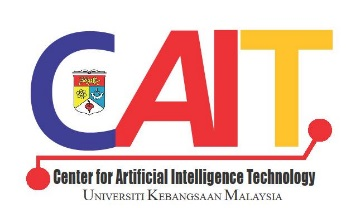 CAIT
Center for Artificial Intelligence Technology
UNIVERSITI KEBANGSAAN MALAYSIA